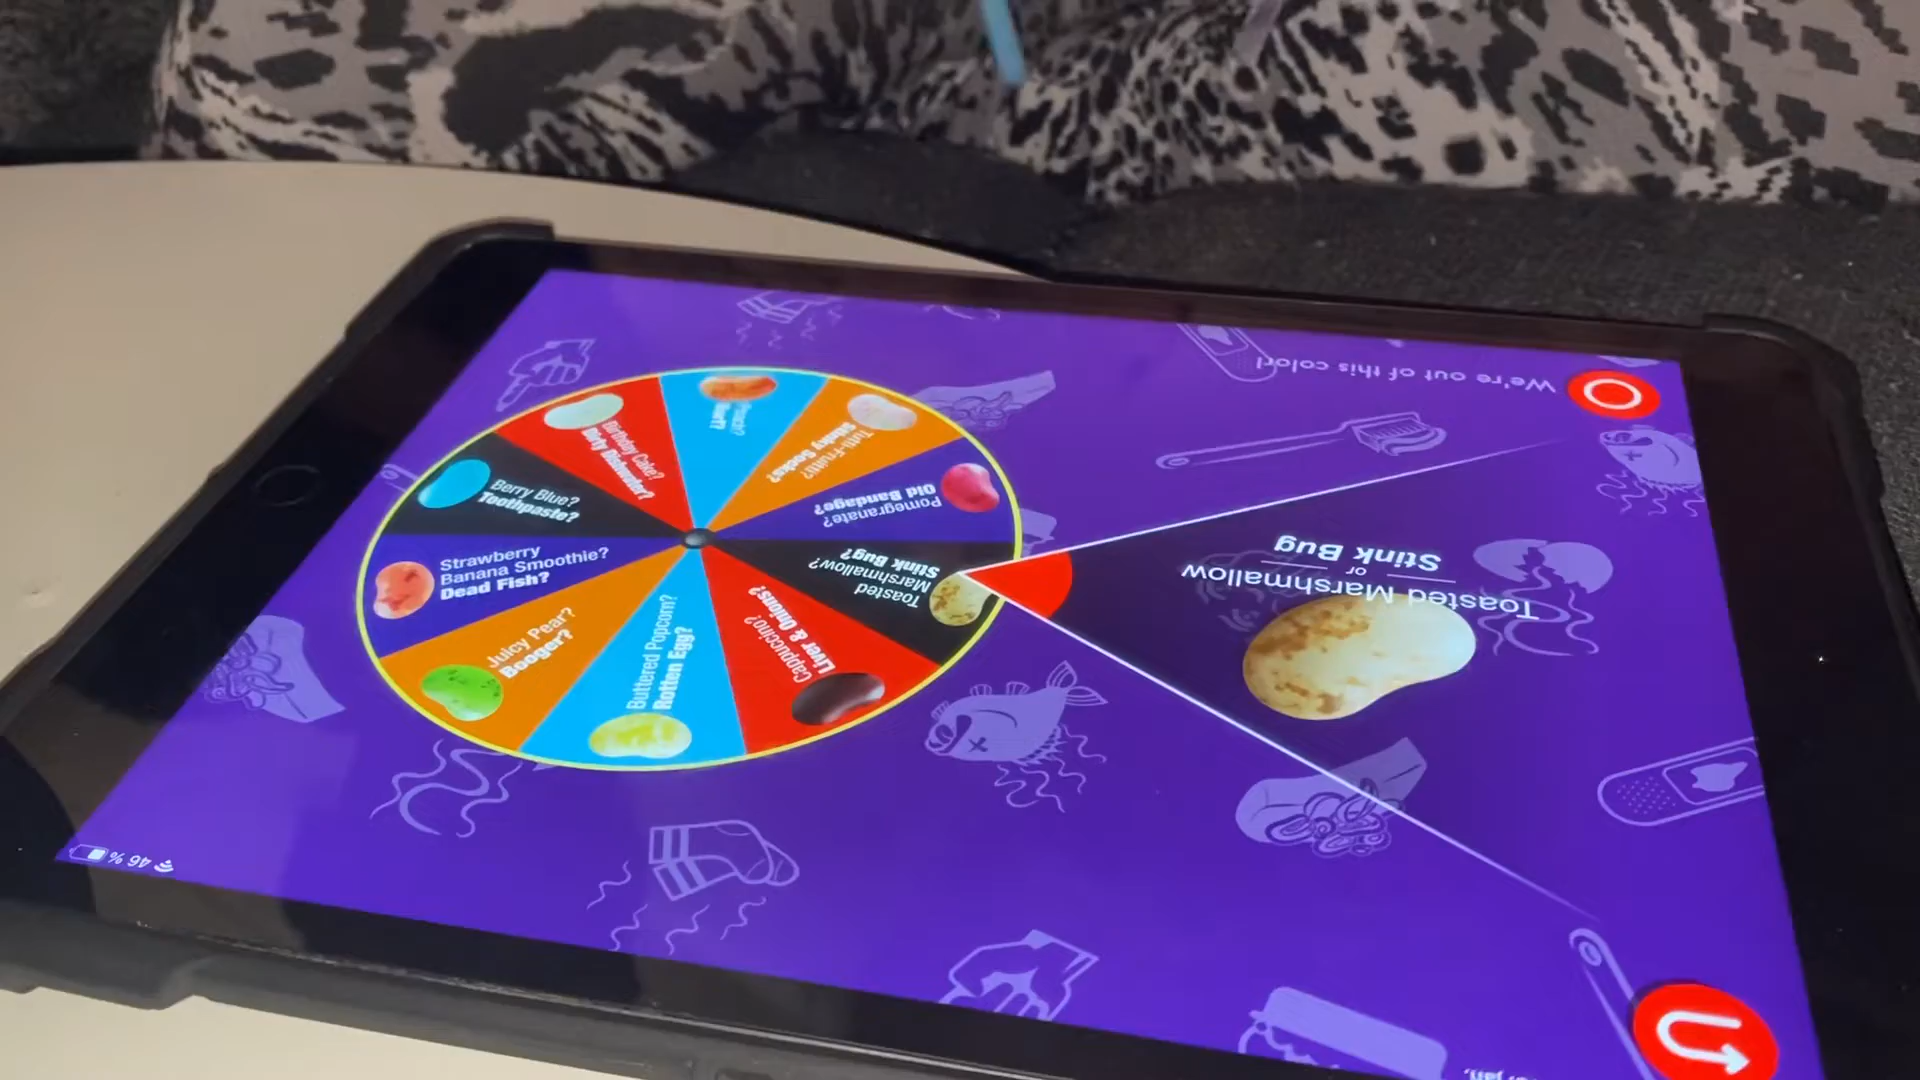 We're out of this color!
Toasted Marshmallow
or
Stink Bug
Toasted
Marshmallow?
Stink Bug?
Pomegranate?
Old Bandage?
Tutti-Fruitti?
Stinky Socks?
Birthday Cake?
Dirty Dishwater?
Berry Blue?
Toothpaste?
Strawberry
Banana Smoothie?
Dead Fish?
Juicy Pear?
Booger?
Buttered Popcorn?
Rotten Egg?
Cappuccino?
Liver & Onions?
46 %